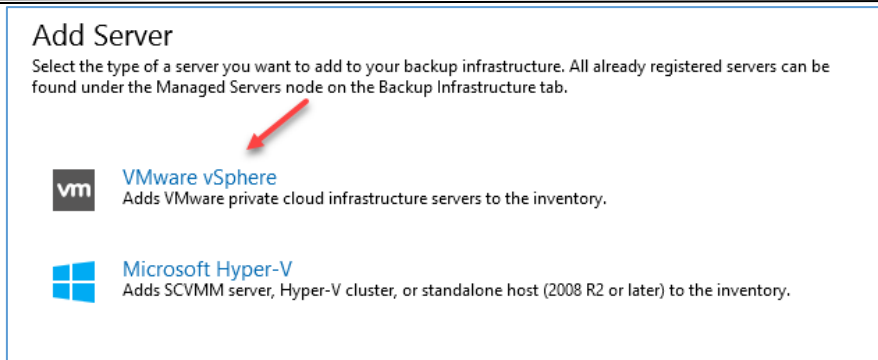 Add Server
Select the type of a server you want to add to your backup infrastructure. All already registered servers can be
found under the Managed Servers node on the Backup Infrastructure tab.
vm
VMware vSphere
Adds VMware private cloud infrastructure servers to the inventory.
Microsoft Hyper-V
Adds SCVMM server, Hyper-V cluster, or standalone host (2008 R2 or later) to the inventory.